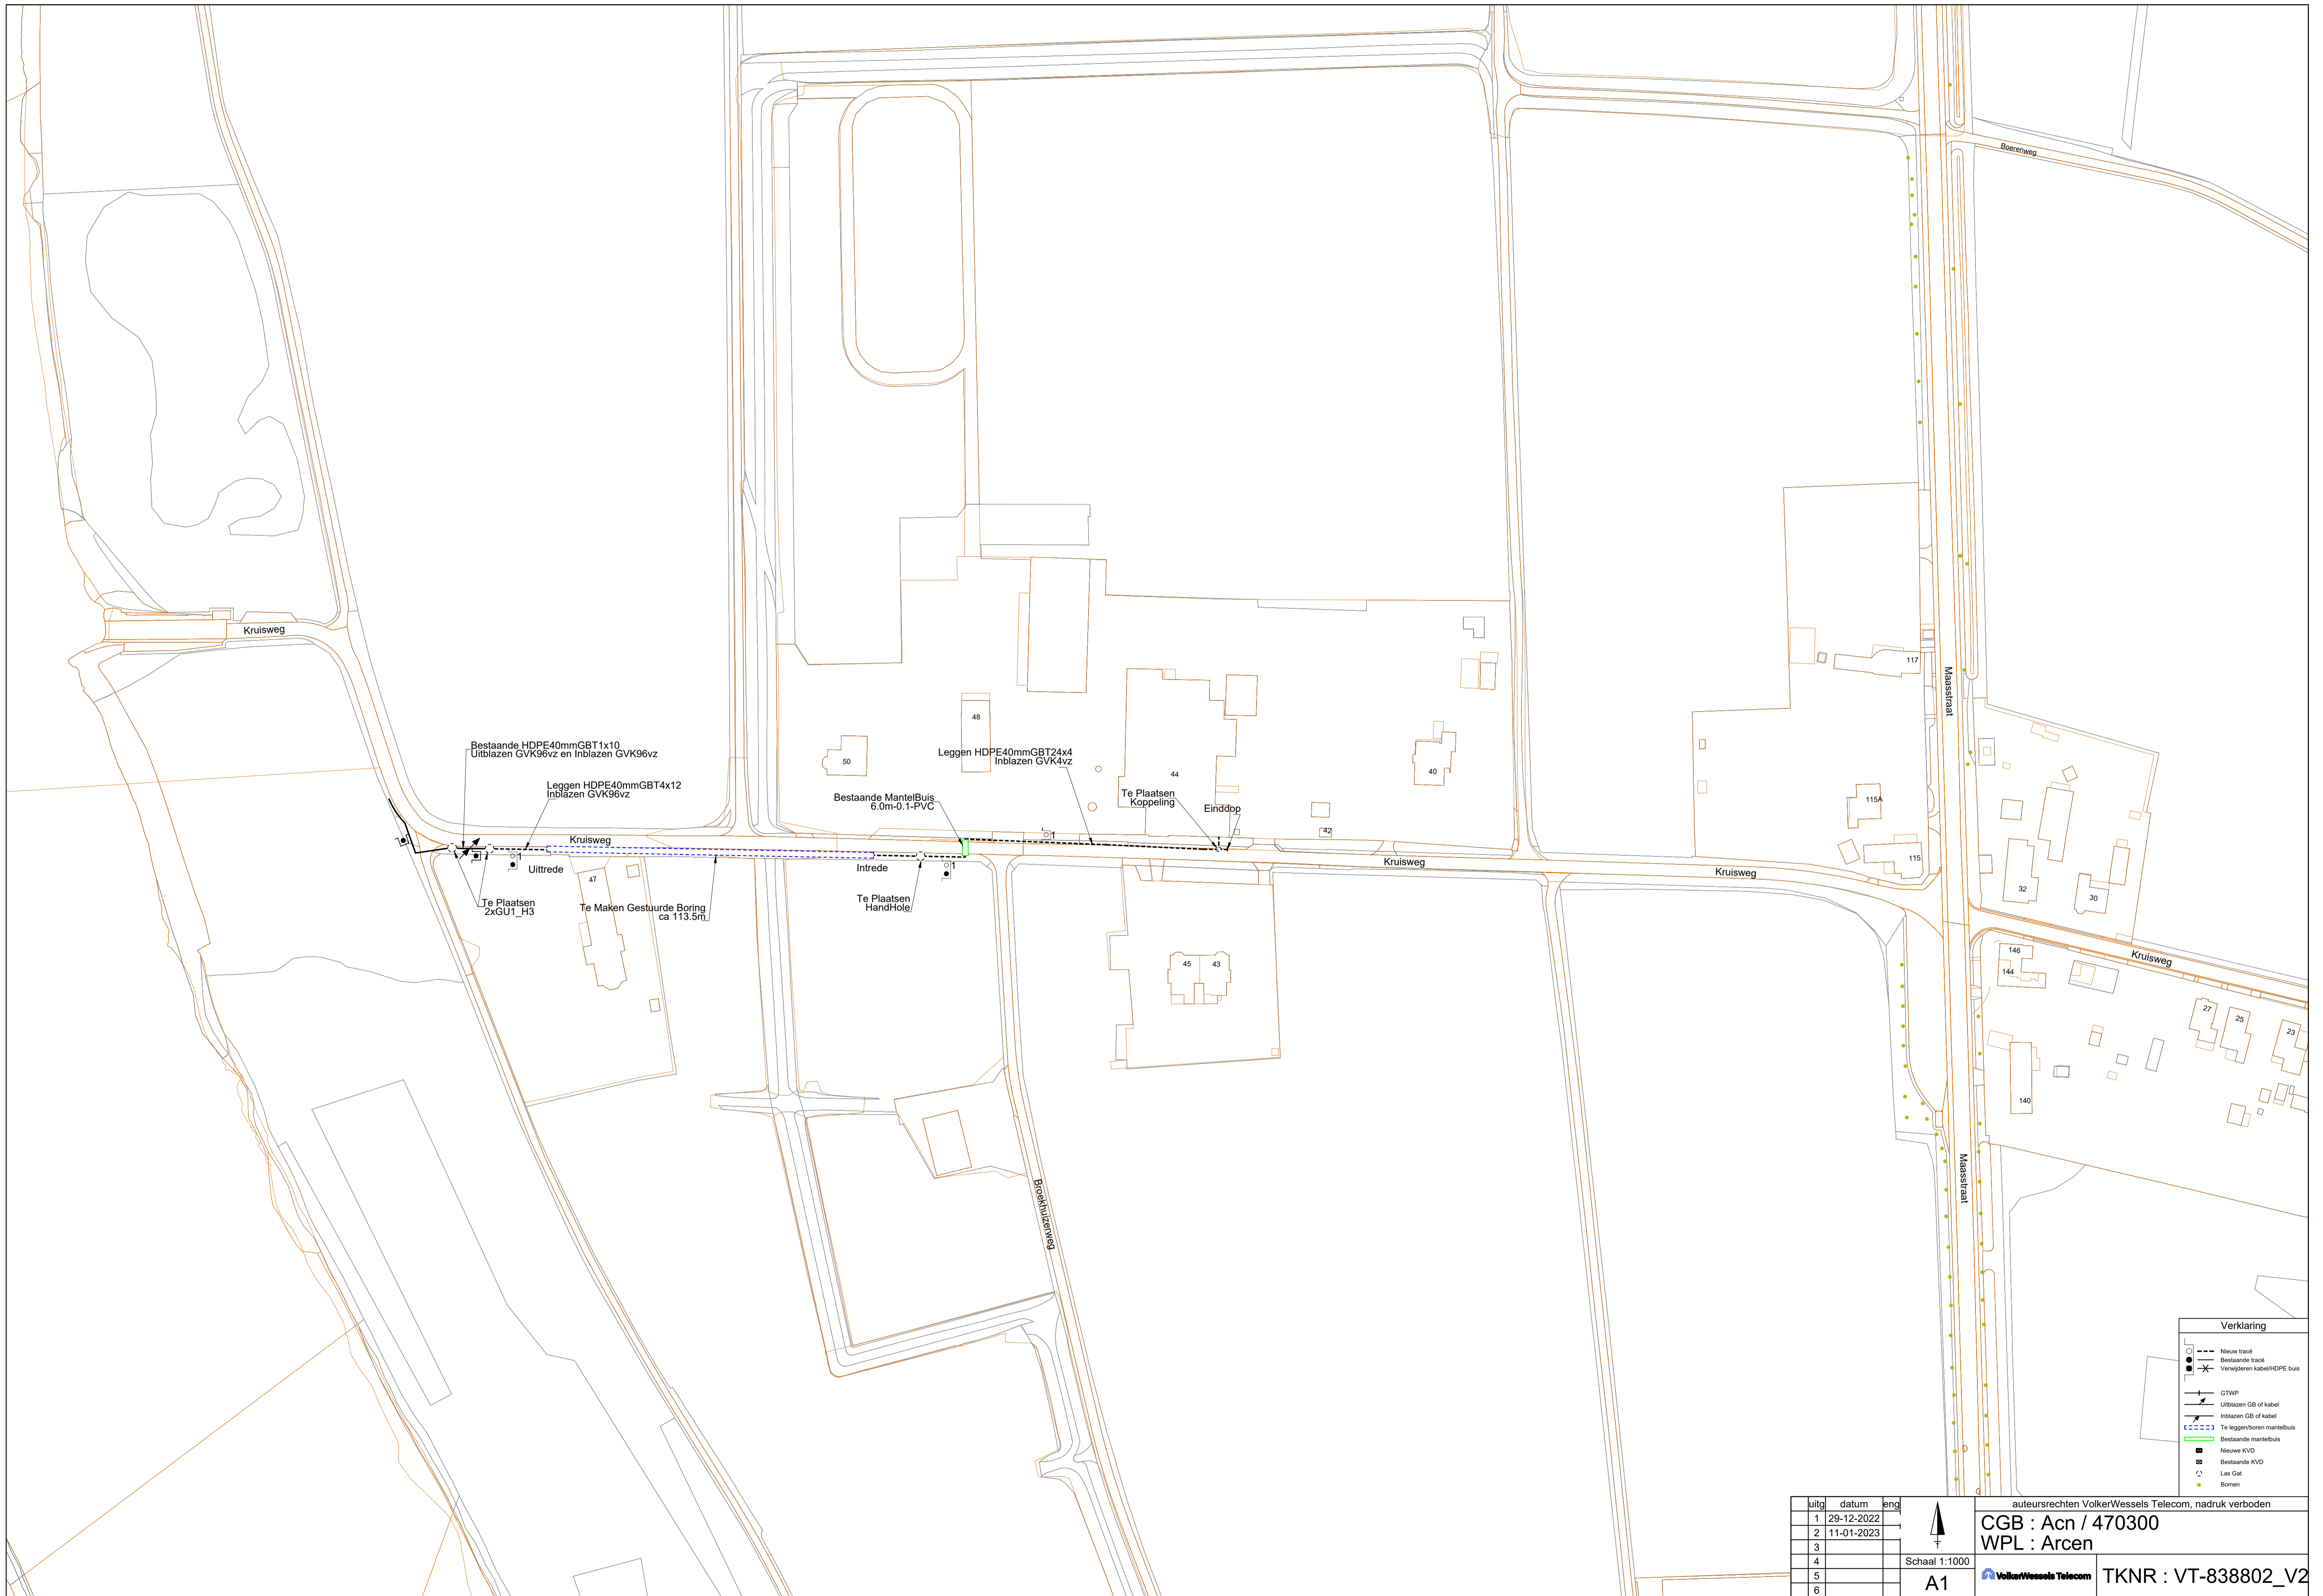 Boerenweg
Kruisweg
117
Maasstraat
48
50
44
40
42
115A
115
32
30
Bestaande HDPE40mmGBT1x10
Uitblazen GVK96vz en Inblazen GVK96vz
Leggen HDPE40mmGBT4x12
Inblazen GVK96vz
Leggen HDPE40mmGBT24x4
Inblazen GVK4vz
Te Plaatsen
Koppeling
Einddop
Bestaande MantelBuis
6.0m-0.1-PVC
1
Kruisweg
1
Uittrede
Intrede
1
Kruisweg
Kruisweg
47
Te Plaatsen
2xGU1_H3
Te Maken Gestuurde Boring
ca 113.5m
Te Plaatsen
HandHole
45
43
146
144
Kruisweg
27
25
23
140
Broekhuizerweg
Maasstraat
Verklaring
Nieuw tracé
Bestaande tracé
Verwijderen kabel/HDPE buis
GTWP
Uitblazen GB of kabel
Inblazen GB of kabel
Te leggen/boren mantelbuis
Bestaande mantelbuis
Nieuwe KVD
Bestaande KVD
Las Gat
Bomen
uitg datum eng
1 29-12-2022
2 11-01-2023
3
4
5
6
Schaal 1:1000
A1
auteursrechten VolkerWessels Telecom, nadruk verboden
CGB : Acn / 470300
WPL : Arcen
VolkerWessels Telecom
TKNR : VT-838802_V2